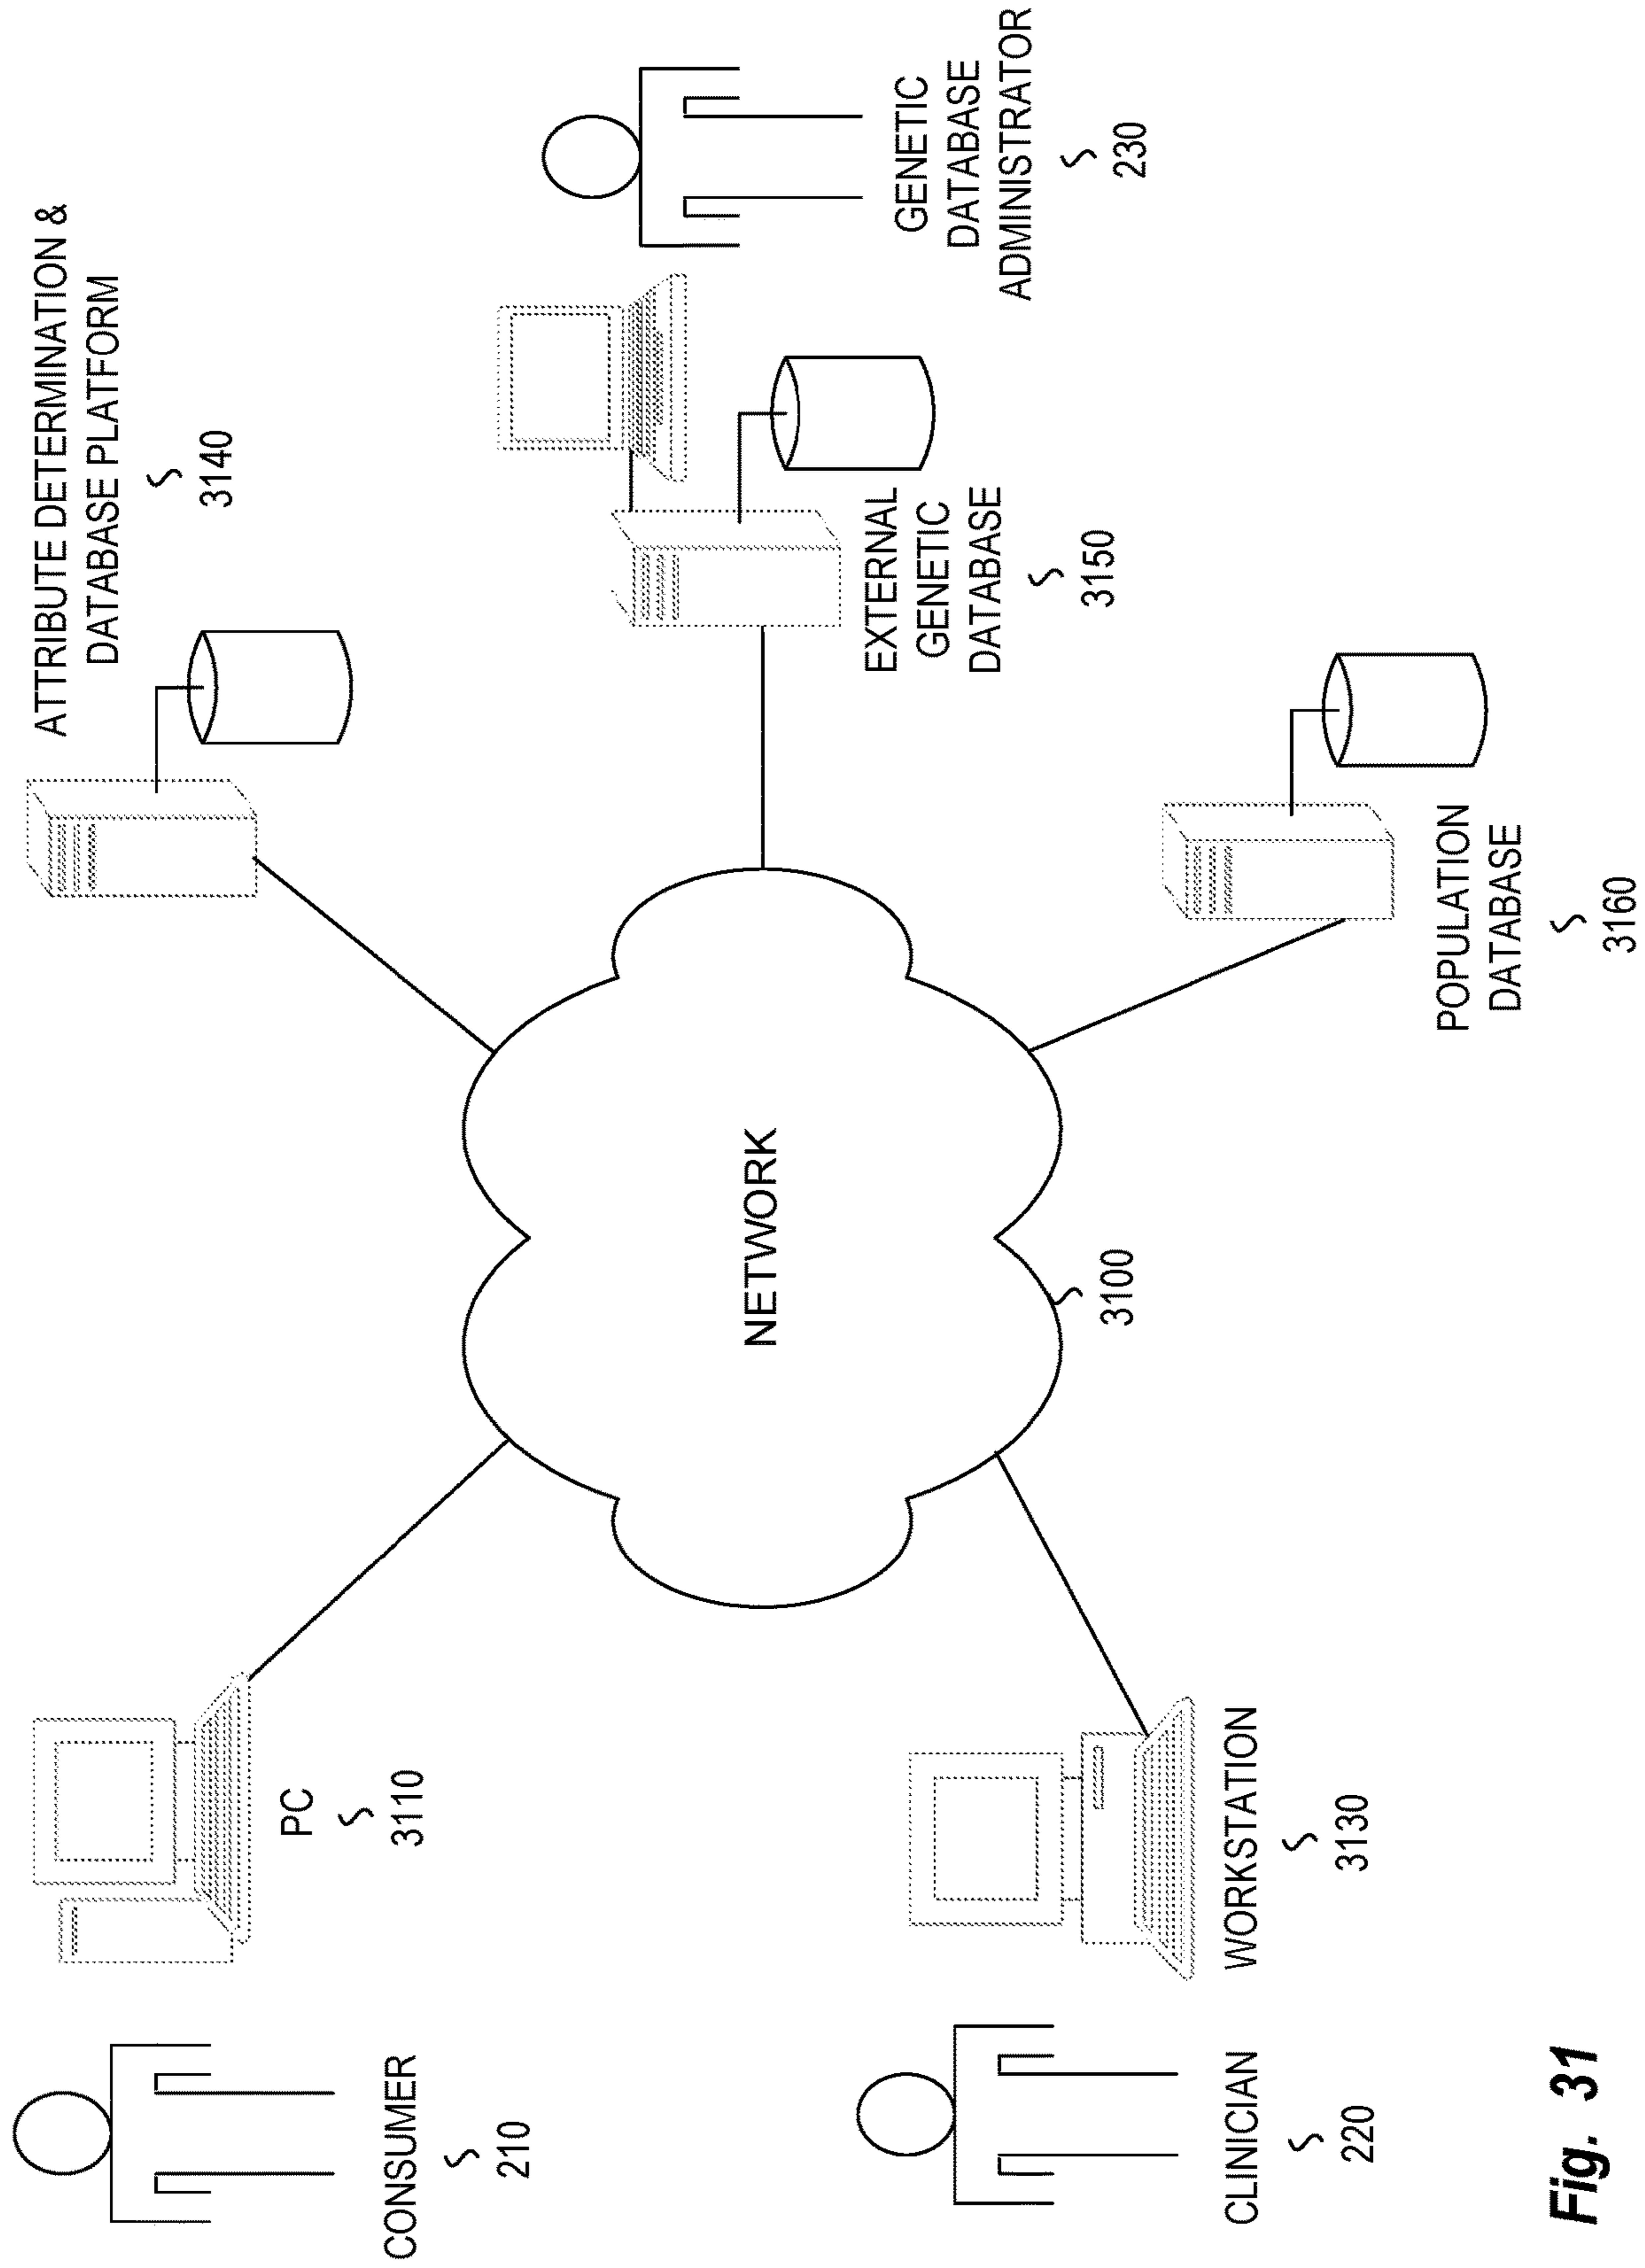 ATTRIBUTE DETERMINATION &
DATABASE PLATFORM
3140
CONSUMER
210
PC
3110
NETWORK
3100
EXTERNAL
GENETIC
DATABASE
3150
GENETIC
DATABASE
ADMINISTRATOR
230
CLINICIAN
220
WORKSTATION
3130
POPULATION
DATABASE
3160
Fig. 31